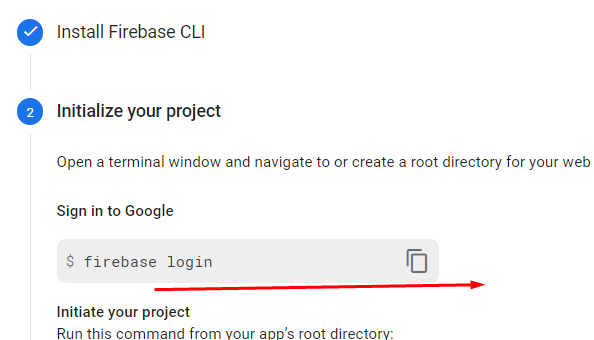 Install Firebase CLI
2 Initialize your project
Open a terminal window and navigate to or create a root directory for your web
Sign in to Google
$ firebase login
Initiate your project
Run this command from your app’s root directory: